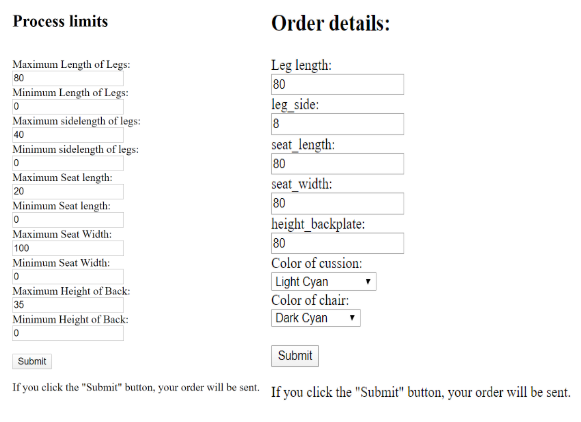 Process limits
Maximum Length of Legs:
80
Minimum Length of Legs:
0
Maximum sidelength of legs:
40
Minimum sidelength of legs:
0
Maximum Seat length:
20
Minimum Seat length:
0
Maximum Seat Width:
100
Minimum Seat Width:
0
Maximum Height of Back:
35
Minimum Height of Back:
0
Submit
If you click the "Submit" button, your order will be sent.
Order details:
Leg length:
80
leg_side:
8
seat_length:
80
seat_width:
80
height_backplate:
80
Color of cussion:
Light Cyan
Color of chair:
Dark Cyan
Submit
If you click the "Submit" button, your order will be sent.